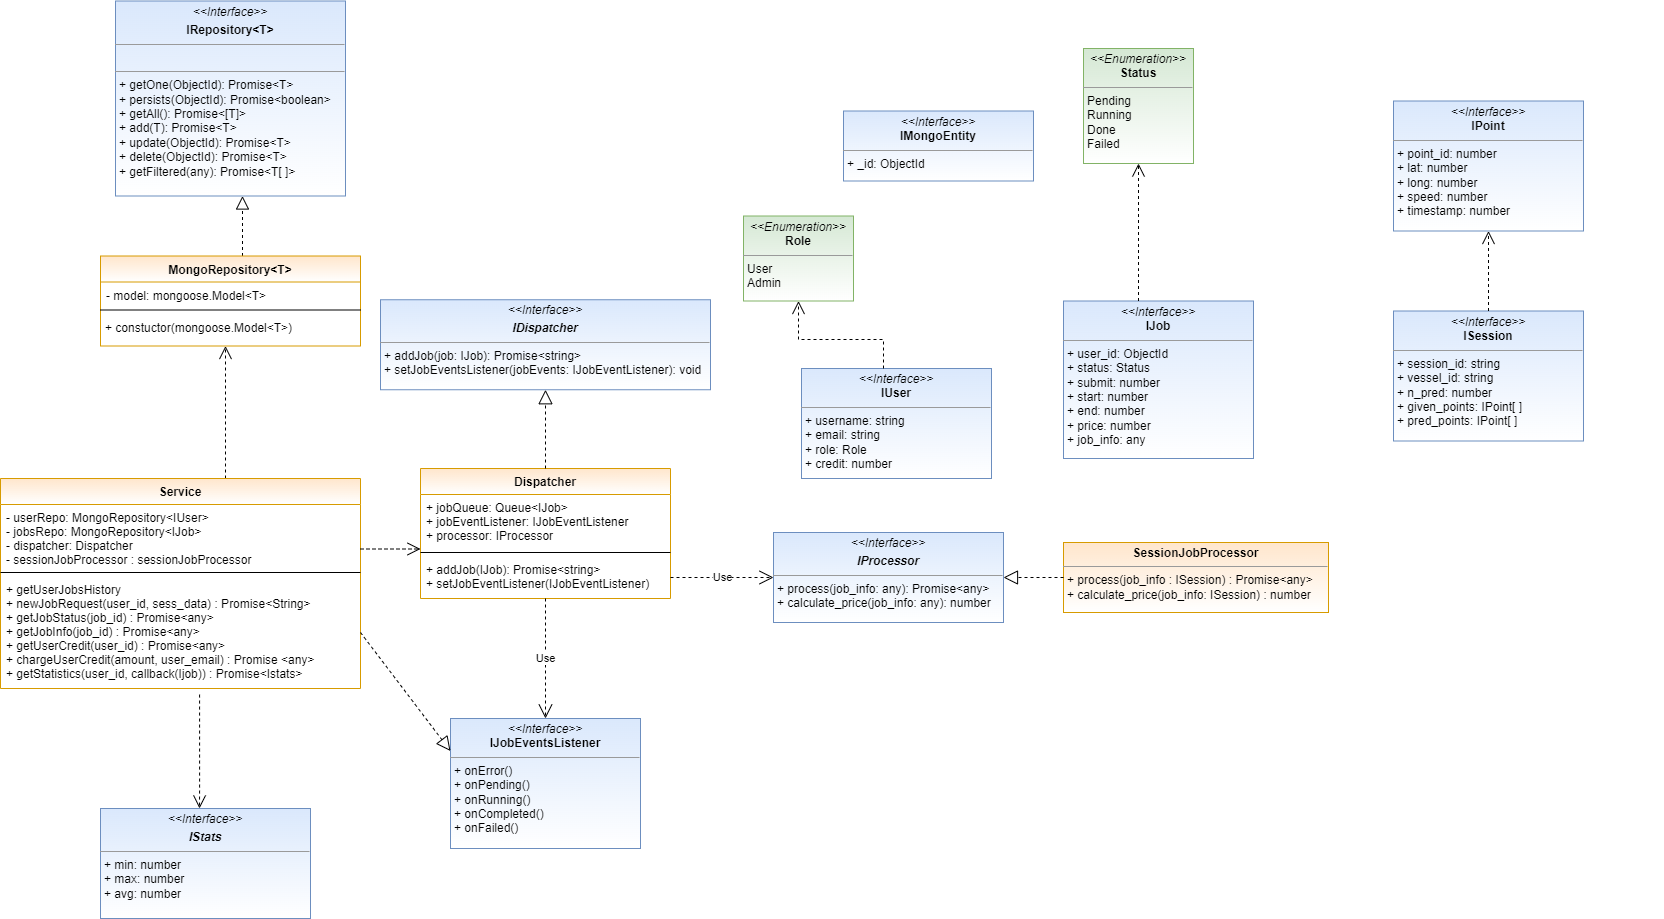 <<Interface>>
IRepository<T>
+ getOne(ObjectId): Promise<T>
+ persists(ObjectId): Promise<boolean>
+ getAll(): Promise<[T]>
+ add(T): Promise<T>
+ update(ObjectId): Promise<T>
+ delete(ObjectId): Promise<T>
+ getFiltered(any): Promise<T[ ]>
MongoRepository<T>
- model: mongoose.Model<T>
+ constuctor(mongoose.Model<T>)
<<Interface>>
IDispatcher
+ addJob(job: IJob): Promise<string>
+ setJobEventsListener(jobEvents: IJobEventListener): void
<<Enumeration>>
Role
User
Admin
<<Interface>>
IMongoEntity
+ _id: ObjectId
<<Enumeration>>
Status
Pending
Running
Done
Failed
<<Interface>>
IPoint
+ point_id: number
+ lat: number
+ long: number
+ speed: number
+ timestamp: number
<<Interface>>
IUser
+ username: string
+ email: string
+ role: Role
+ credit: number
<<Interface>>
IJob
+ user_id: ObjectId
+ status: Status
+ submit: number
+ start: number
+ end: number
+ price: number
+ job_info: any
<<Interface>>
ISession
+ session_id: string
+ vessel_id: string
+ n_pred: number
+ given_points: IPoint[ ]
+ pred_points: IPoint[ ]
Service
- userRepo: MongoRepository<IUser>
- jobsRepo: MongoRepository<IJob>
- dispatcher: Dispatcher
- sessionJobProcessor : sessionJobProcessor
+ getUserJobsHistory
+ newJobRequest(user_id, sess_data) : Promise<String>
+ getJobStatus(job_id) : Promise<any>
+ getJobInfo(job_id) : Promise<any>
+ getUserCredit(user_id) : Promise<any>
+ chargeUserCredit(amount, user_email) : Promise <any>
+ getStatistics(user_id, callback(Ijob)) : Promise<Istats>
Dispatcher
+ jobQueue: Queue<IJob>
+ jobEventListener: IJobEventListener
+ processor: IProcessor
+ addJob(IJob): Promise<string>
+ setJobEventListener(IJobEventListener)
Use
<<Interface>>
IProcessor
+ process(job_info: any): Promise<any>
+ calculate_price(job_info: any): number
SessionJobProcessor
+ process(job_info : ISession) : Promise<any>
+ calculate_price(job_info: ISession) : number
Use
<<Interface>>
IJobEventsListener
+ onError()
+ onPending()
+ onRunning()
+ onCompleted()
+ onFailed()
<<Interface>>
IStats
+ min: number
+ max: number
+ avg: number